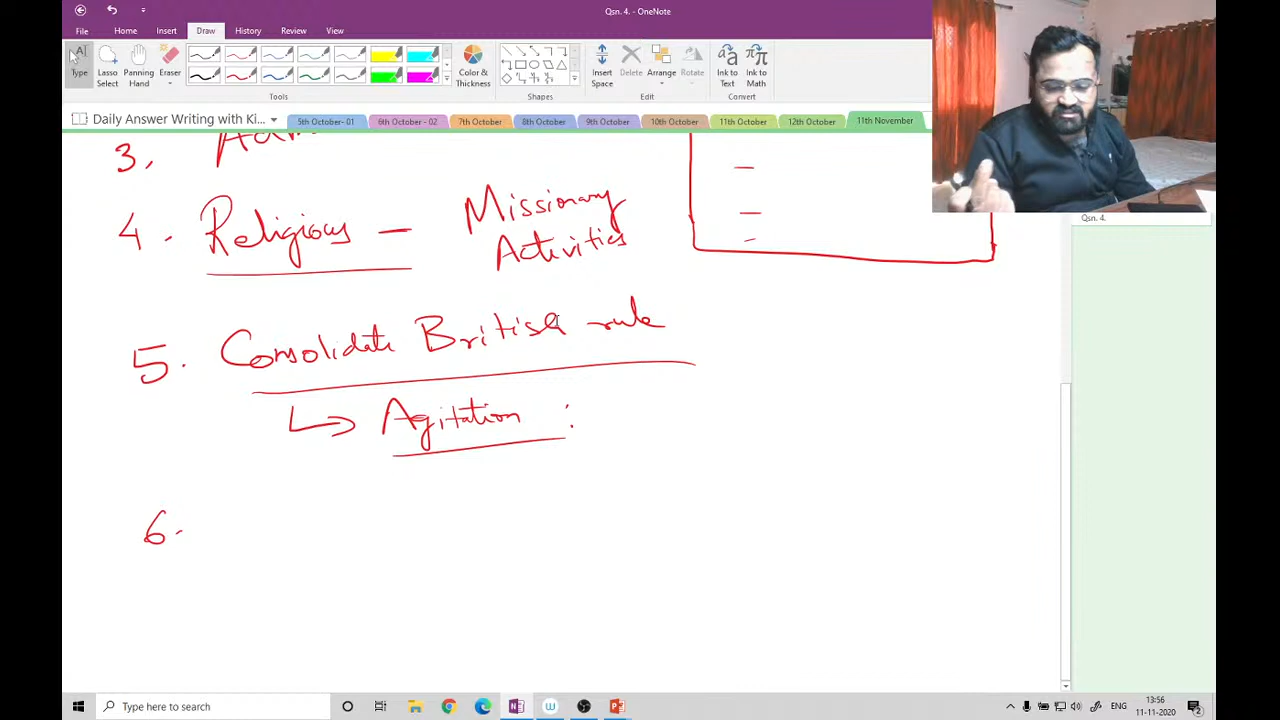 Qsn. 4. - OneNote
File Home Insert Draw History Review View
Type
Lasso Select
Panning Hand
Eraser
Color & Thickness
Insert Space
Delete
Arrange
Rotate
Ink to Text
Ink to Math
Tools
Shapes
Edit
Convert
Daily Answer Writing with Ki...
5th October- 01
6th October - 02
7th October
8th October
9th October
10th October
11th October
12th October
11th November
Qsn. 4.
3.
4. Religious - Missionary
Activities
5. Consolidate British rule
Agitation :
6.
Type here to search
ENG
13:56
11-11-2020
2